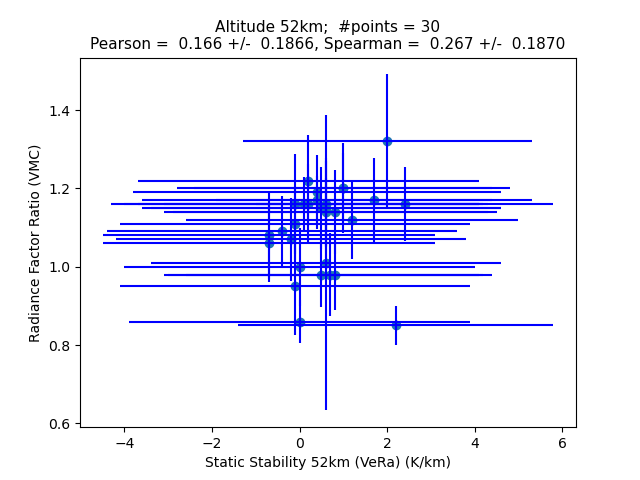 Altitude 52km;  #points = 30
Pearson =  0.166 +/-  0.1866, Spearman =  0.267 +/-  0.1870
Radiance Factor Ratio (VMC)
1.4
1.2
1.0
0.8
0.6
−4 −2 0 2 4 6
Static Stability 52km (VeRa) (K/km)